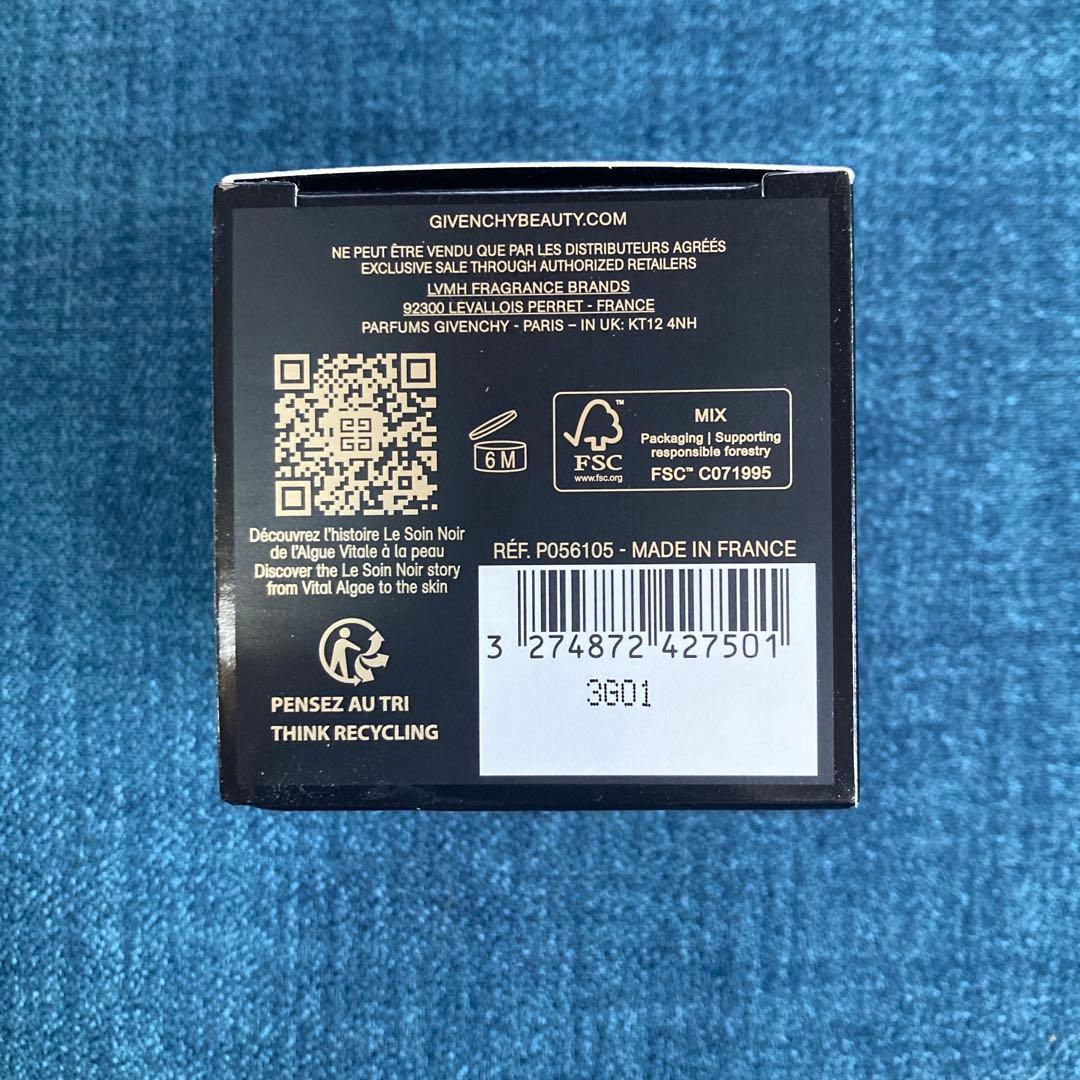 GIVENCHYBEAUTY.COM
NE PEUT ÊTRE VENDU QUE PAR LES DISTRIBUTEURS AGRÉÉS
EXCLUSIVE SALE THROUGH AUTHORIZED RETAILERS
LVMH FRAGRANCE BRANDS
92300 LEVALLOIS PERRET - FRANCE
PARFUMS GIVENCHY - PARIS – IN UK: KT12 4NH
6 M
FSC
www.fsc.org
™
MIX
Packaging | Supporting
responsible forestry
FSC™ C071995
Découvrez l'histoire Le Soin Noir
de l'Algue Vitale à la peau
Discover the Le Soin Noir story
from Vital Algae to the skin
RÉF. P056105 - MADE IN FRANCE
3 274872 427501
3G01
PENSEZ AU TRI
THINK RECYCLING